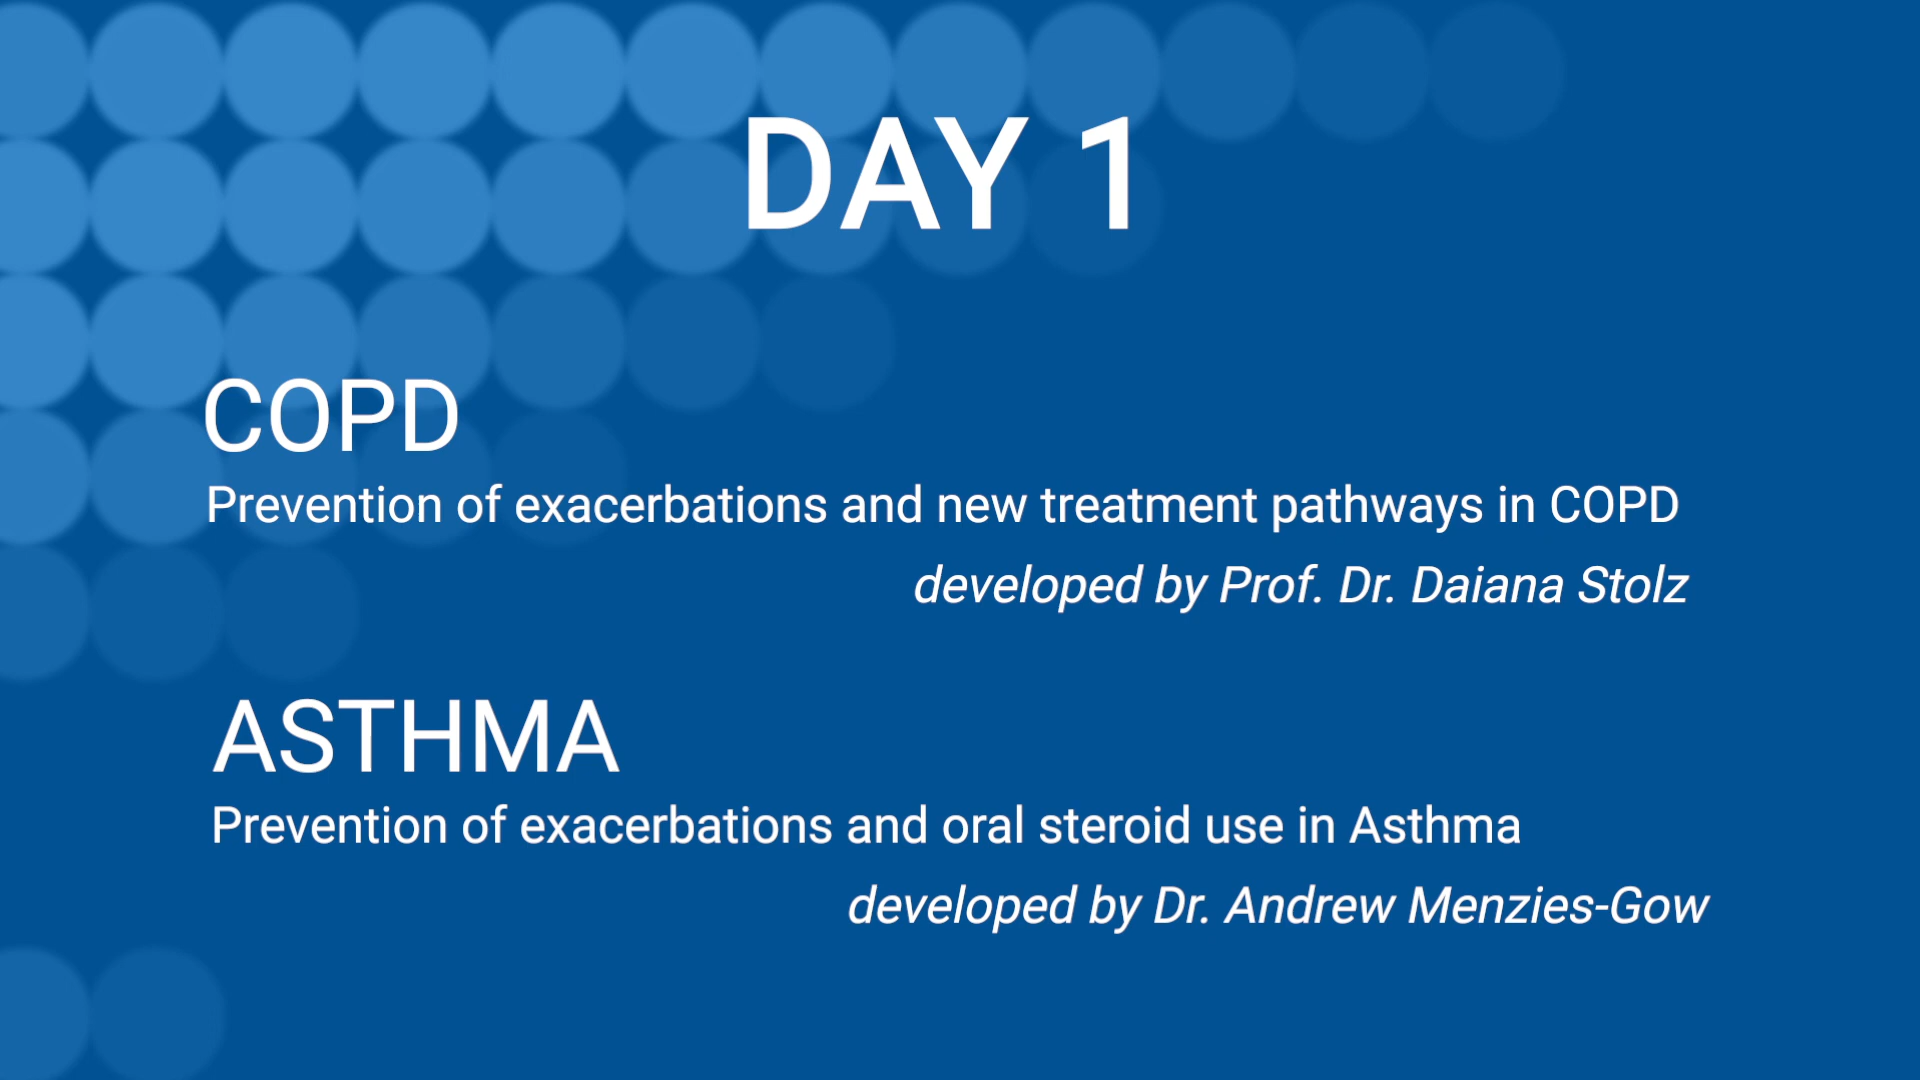 DAY 1
COPD
Prevention of exacerbations and new treatment pathways in COPD
developed by Prof. Dr. Daiana Stolz
ASTHMA
Prevention of exacerbations and oral steroid use in Asthma
developed by Dr. Andrew Menzies-Gow